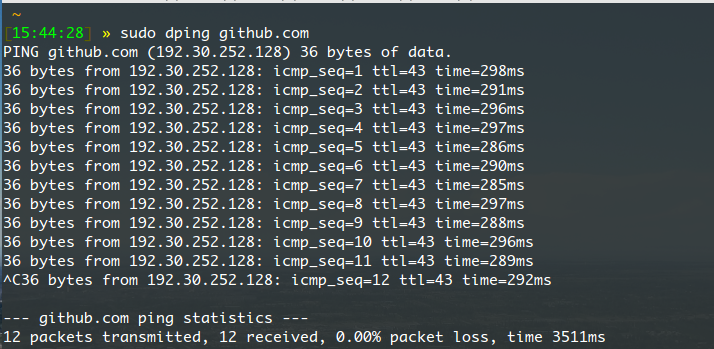 ~
[15:44:28] » sudo dping github.com
PING github.com (192.30.252.128) 36 bytes of data.
36 bytes from 192.30.252.128: icmp_seq=1 ttl=43 time=298ms
36 bytes from 192.30.252.128: icmp_seq=2 ttl=43 time=291ms
36 bytes from 192.30.252.128: icmp_seq=3 ttl=43 time=296ms
36 bytes from 192.30.252.128: icmp_seq=4 ttl=43 time=297ms
36 bytes from 192.30.252.128: icmp_seq=5 ttl=43 time=286ms
36 bytes from 192.30.252.128: icmp_seq=6 ttl=43 time=290ms
36 bytes from 192.30.252.128: icmp_seq=7 ttl=43 time=285ms
36 bytes from 192.30.252.128: icmp_seq=8 ttl=43 time=297ms
36 bytes from 192.30.252.128: icmp_seq=9 ttl=43 time=288ms
36 bytes from 192.30.252.128: icmp_seq=10 ttl=43 time=296ms
36 bytes from 192.30.252.128: icmp_seq=11 ttl=43 time=289ms
^C36 bytes from 192.30.252.128: icmp_seq=12 ttl=43 time=292ms
--- github.com ping statistics ---
12 packets transmitted, 12 received, 0.00% packet loss, time 3511ms